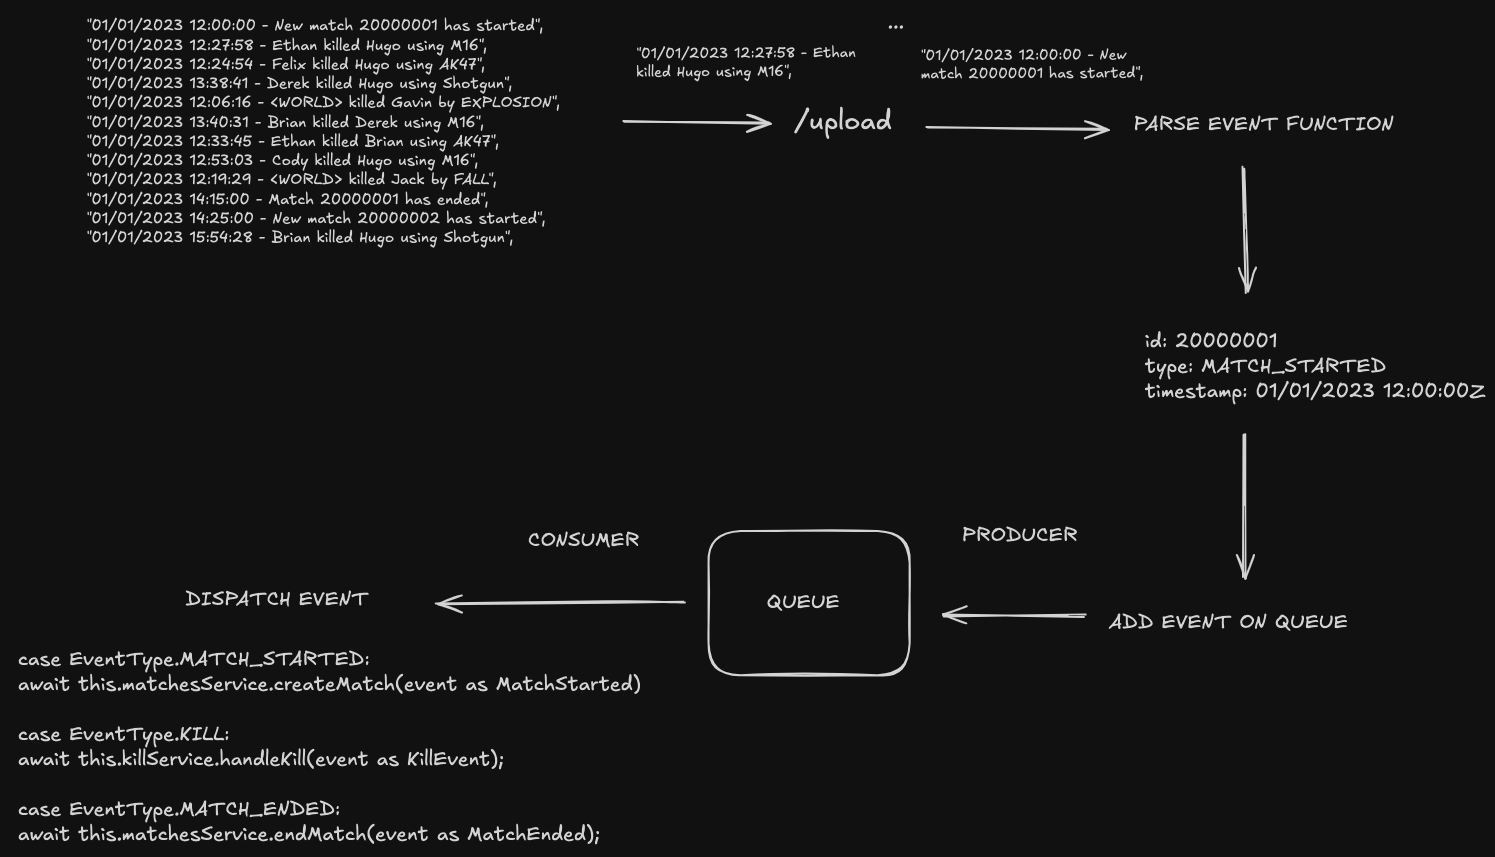 "01/01/2023 12:00:00 - New match 20000001 has started",
"01/01/2023 12:27:58 - Ethan killed Hugo using M16",
"01/01/2023 12:24:54 - Felix killed Hugo using AK47",
"01/01/2023 13:38:41 - Derek killed Hugo using Shotgun",
"01/01/2023 12:06:16 - <WORLD> killed Gavin by EXPLOSION",
"01/01/2023 13:40:31 - Brian killed Derek using M16",
"01/01/2023 12:33:45 - Ethan killed Brian using AK47",
"01/01/2023 12:53:03 - Cody killed Hugo using M16",
"01/01/2023 12:19:29 - <WORLD> killed Jack by FALL",
"01/01/2023 14:15:00 - Match 20000001 has ended",
"01/01/2023 14:25:00 - New match 20000002 has started",
"01/01/2023 15:54:28 - Brian killed Hugo using Shotgun",
"01/01/2023 12:27:58 - Ethan
killed Hugo using M16",
...
"01/01/2023 12:00:00 - New
match 20000001 has started",
/upload
PARSE EVENT FUNCTION
id: 20000001
type: MATCH_STARTED
timestamp: 01/01/2023 12:00:00Z
ADD EVENT ON QUEUE
PRODUCER
QUEUE
CONSUMER
DISPATCH EVENT
case EventType.MATCH_STARTED:
await this.matchesService.createMatch(event as MatchStarted)
case EventType.KILL:
await this.killService.handleKill(event as KillEvent);
case EventType.MATCH_ENDED:
await this.matchesService.endMatch(event as MatchEnded);